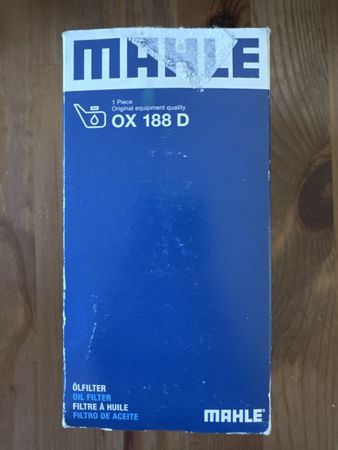 MAHLE
1 Piece
Original equipment quality
OX 188 D
ÖLFILTER
OIL FILTER
FILTRE À HUILE
FILTRO DE ACEITE
MAHLE®